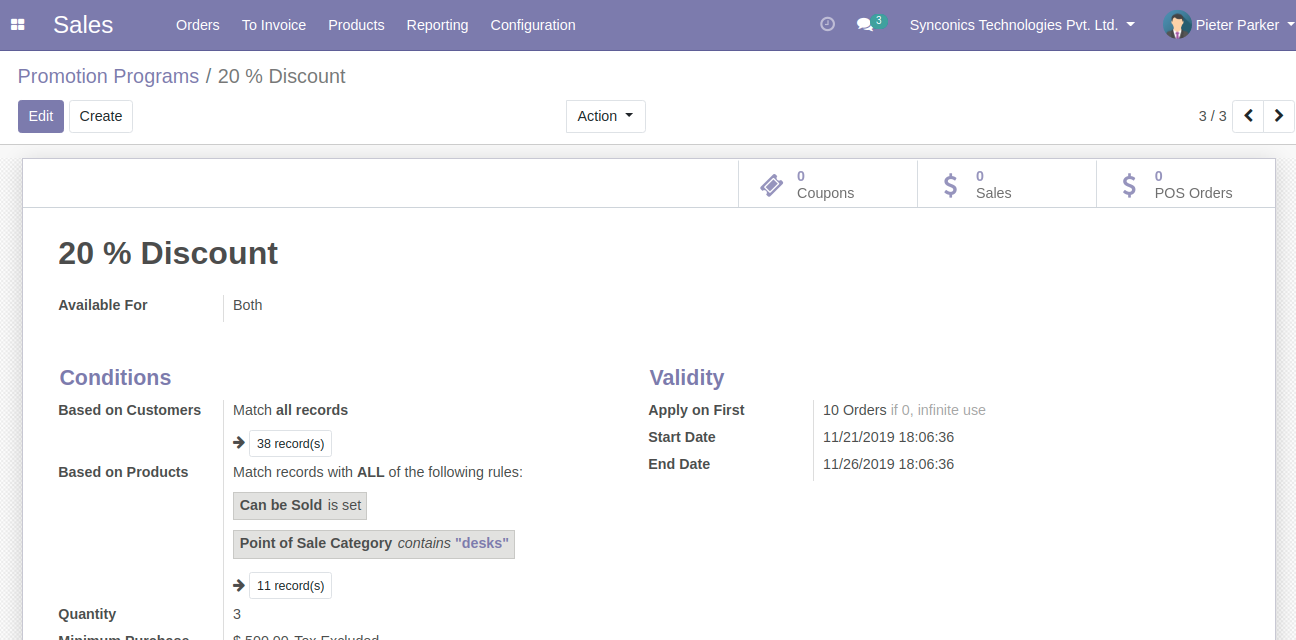 Sales Orders To Invoice Products Reporting Configuration 3 Synconics Technologies Pvt. Ltd. Pieter Parker
Promotion Programs / 20 % Discount
Edit Create Action 3 / 3
0 Coupons
0 Sales
0 POS Orders
20 % Discount
Available For Both
Conditions
Based on Customers Match all records
38 record(s)
Based on Products Match records with ALL of the following rules:
Can be Sold is set
Point of Sale Category contains "desks"
11 record(s)
Quantity 3
Minimum Purchase $ 500.00 Tax Excluded
Validity
Apply on First 10 Orders if 0, infinite use
Start Date 11/21/2019 18:06:36
End Date 11/26/2019 18:06:36